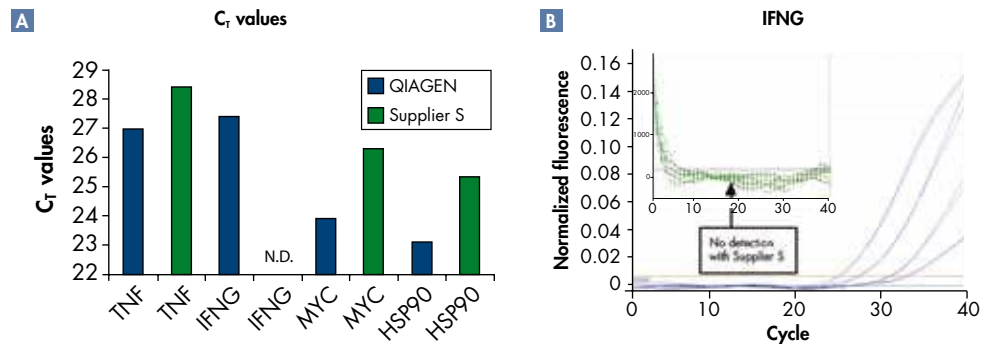 A
C_T values
C_T values
29
28
27
26
25
24
23
22
QIAGEN
Supplier S
N.D.
TNF
TNF
IFNG
IFNG
MYC
MYC
HSP90
HSP90
B
IFNG
Normalized fluorescence
0.16
0.14
0.12
0.10
0.08
0.06
0.04
0.02
0
2000
1000
0
0 10 20 30 40
No detection
with Supplier S
0 10 20 30 40
Cycle